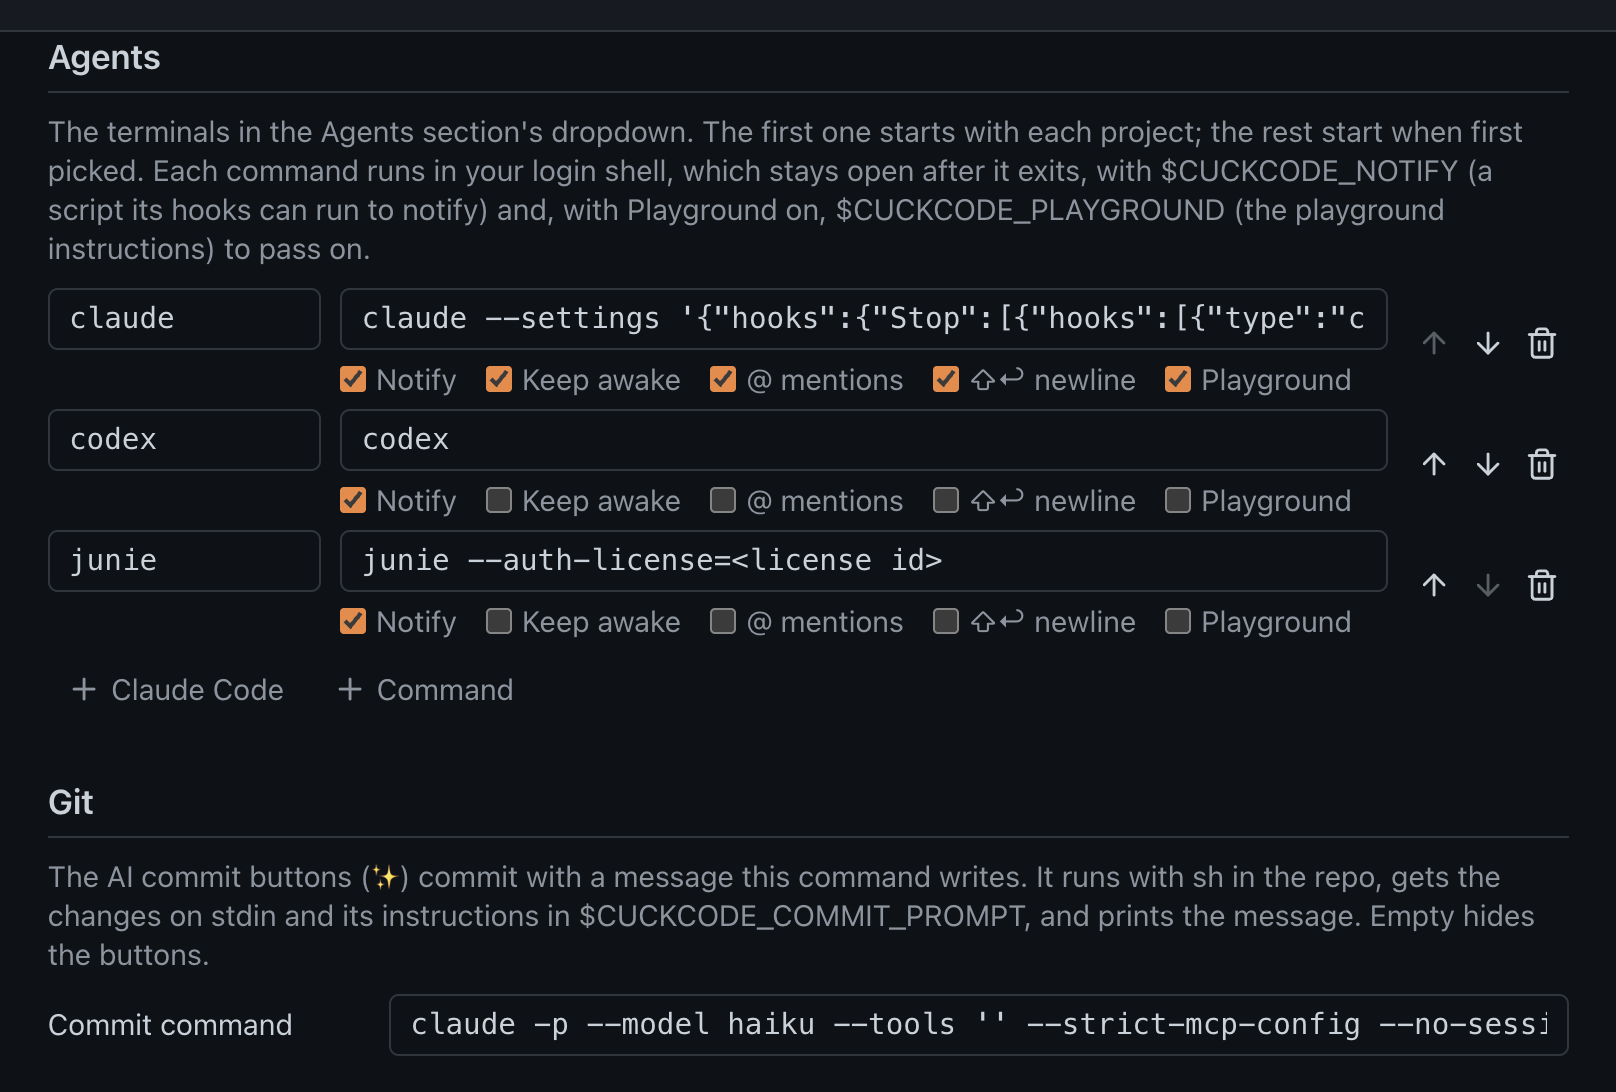 Agents
The terminals in the Agents section's dropdown. The first one starts with each project; the rest start when first
picked. Each command runs in your login shell, which stays open after it exits, with $CUCKCODE_NOTIFY (a
script its hooks can run to notify) and, with Playground on, $CUCKCODE_PLAYGROUND (the playground
instructions) to pass on.
claude claude --settings '{"hooks":{"Stop":[{"hooks":[{"type":"c
Notify Keep awake @ mentions ⇧↩ newline Playground
codex codex
Notify Keep awake @ mentions ⇧↩ newline Playground
junie junie --auth-license=<license id>
Notify Keep awake @ mentions ⇧↩ newline Playground
+ Claude Code + Command
Git
The AI commit buttons (✨) commit with a message this command writes. It runs with sh in the repo, gets the
changes on stdin and its instructions in $CUCKCODE_COMMIT_PROMPT, and prints the message. Empty hides
the buttons.
Commit command claude -p --model haiku --tools '' --strict-mcp-config --no-sessi